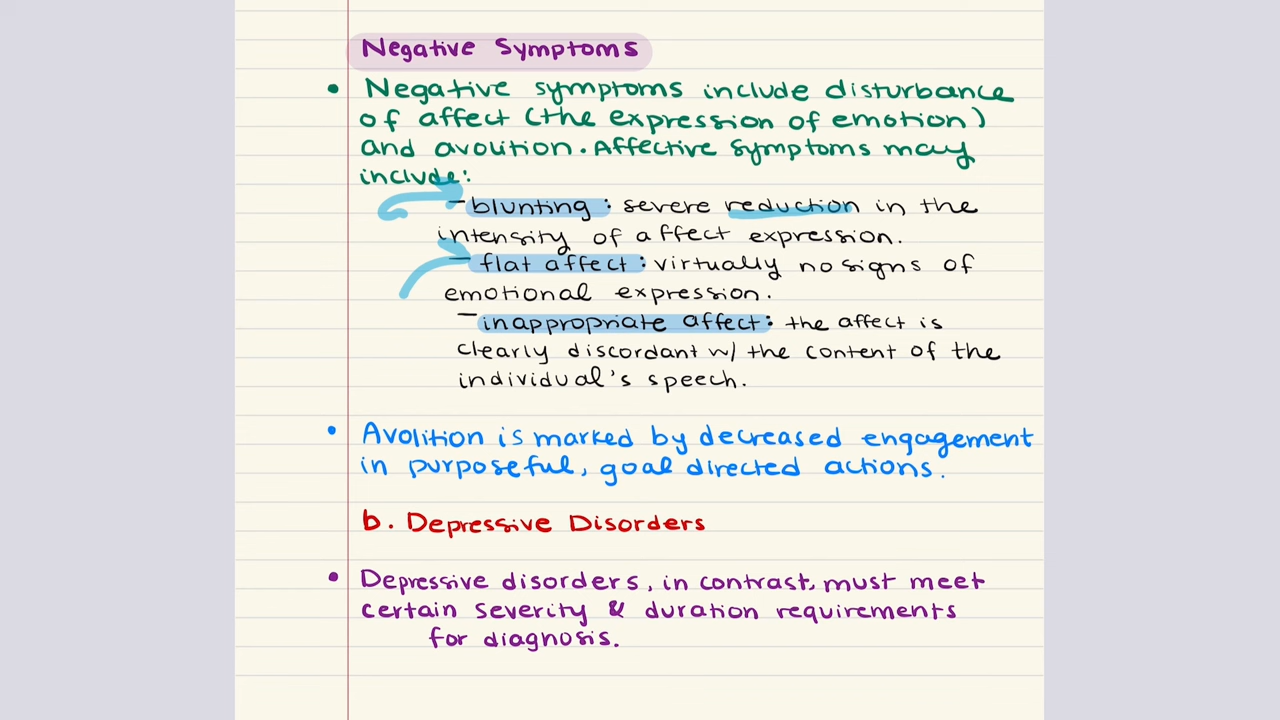 Negative Symptoms
• Negative symptoms include disturbance
of affect (the expression of emotion)
and avolition. Affective symptoms may
include:
- blunting: severe reduction in the
intensity of affect expression.
- flat affect: virtually no signs of
emotional expression.
- inappropriate affect: the affect is
clearly discordant w/ the content of the
individual's speech.
• Avolition is marked by decreased engagement
in purposeful, goal directed actions.
b. Depressive Disorders
• Depressive disorders, in contrast, must meet
certain severity & duration requirements
for diagnosis.